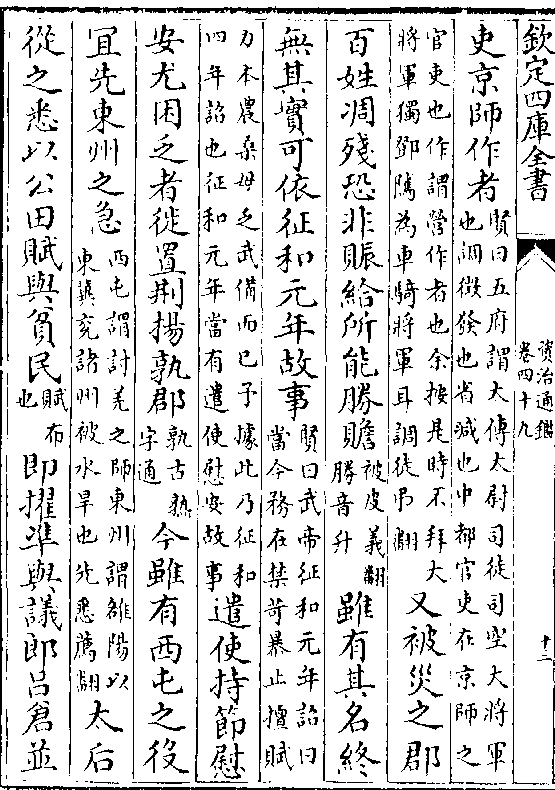 欽定四庫全書
資治通鑑
卷四十九
十二
吏京師作者賢曰五府謂大傅太尉司徒司空大將軍也調徵發也省減也中都官吏在京師之
官吏也作謂營作者也余按是時不拜大將軍獨鄧隲為車騎將軍耳調徒弔翻又被災之郡
百姓凋殘恐非賑給所能勝贍被皮義翻勝音升雖有其名終
無其實可依征和元年故事賢曰武帝征和元年詔曰當今務在禁苛暴止擅賦
力本農桑毋乏武備而已予據此乃征和四年詔也征和元年當有遣使慰安故事遣使持節慰
安尤困乏者徙置荆揚孰郡孰古熟字通今雖有西屯之役
宜先東州之急西屯謂討羌之師東州謂雒陽以東冀兖諸州被水旱也先悉薦翻太后
從之悉以公田賦與貧民賦布也即擢準與議郎吕倉並